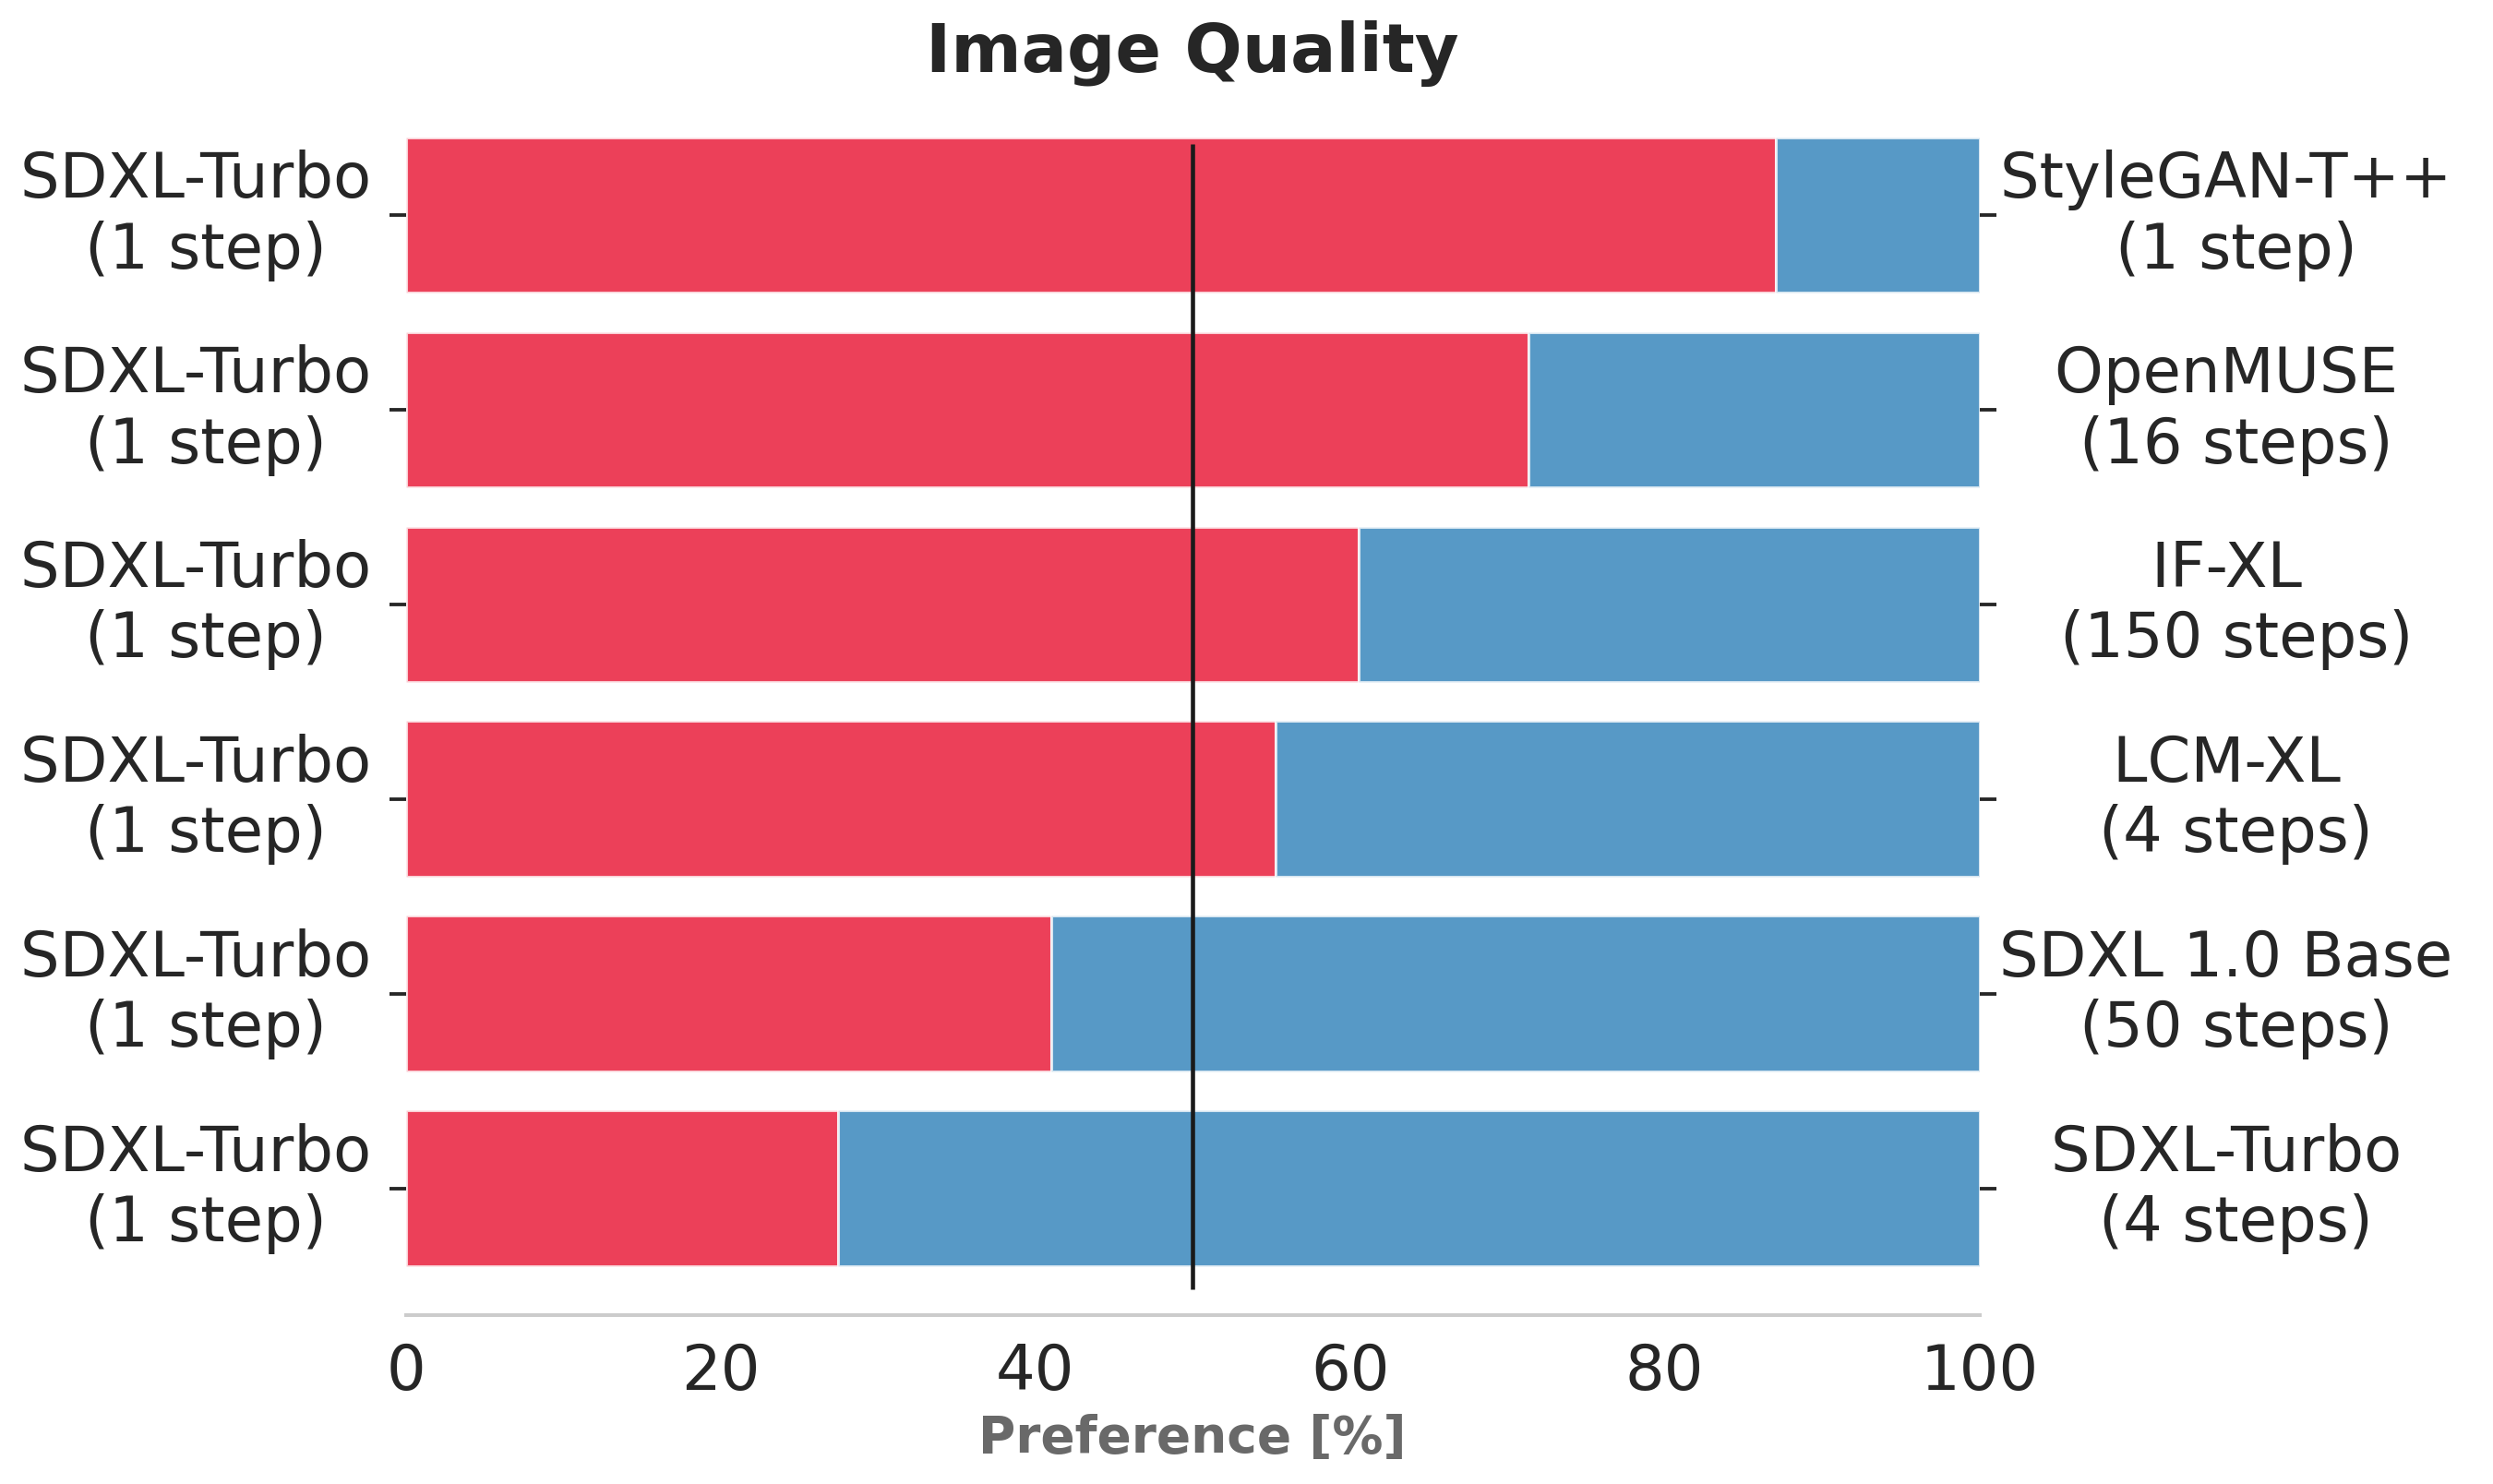 Image Quality
SDXL-Turbo
(1 step)
StyleGAN-T++
(1 step)
SDXL-Turbo
(1 step)
OpenMUSE
(16 steps)
SDXL-Turbo
(1 step)
IF-XL
(150 steps)
SDXL-Turbo
(1 step)
LCM-XL
(4 steps)
SDXL-Turbo
(1 step)
SDXL 1.0 Base
(50 steps)
SDXL-Turbo
(1 step)
SDXL-Turbo
(4 steps)
0 20 40 60 80 100
Preference [%]